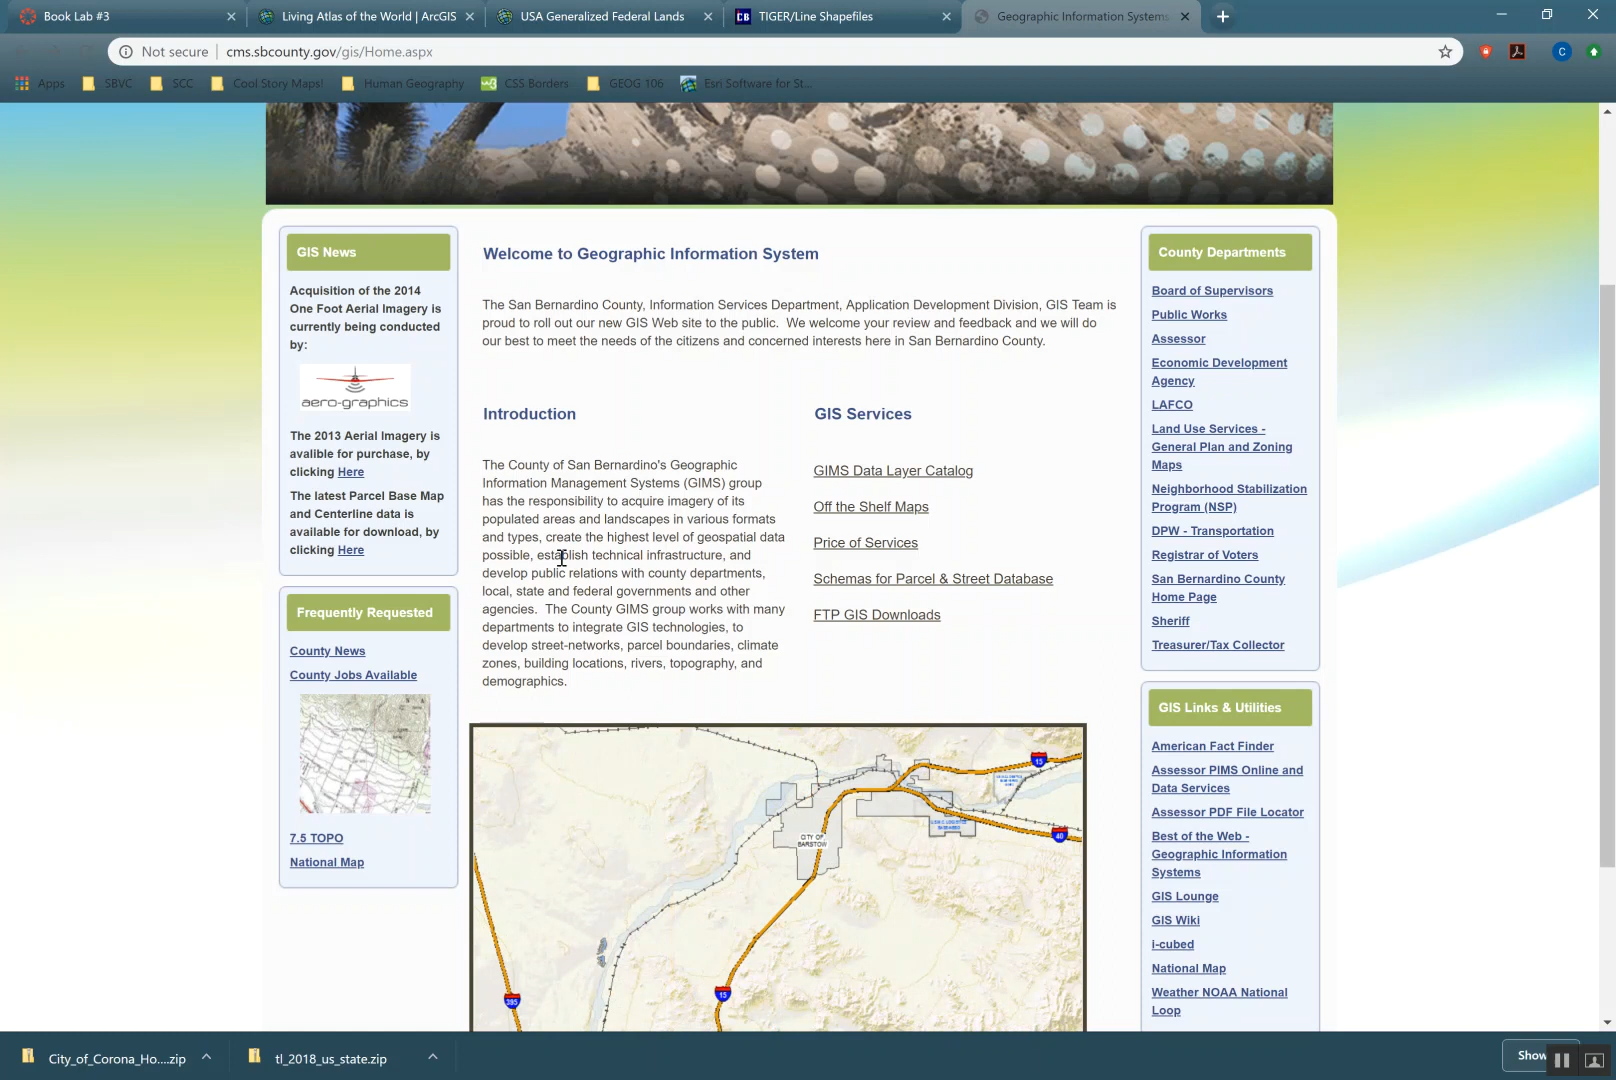 Book Lab #3
Living Atlas of the World | ArcGIS
USA Generalized Federal Lands
CB
TIGER/Line Shapefiles
Geographic Information Systems
Not secure
cms.sbcounty.gov/gis/Home.aspx
C
Apps
SBVC
SCC
Cool Story Maps!
Human Geography
w3
CSS Borders
GEOG 106
Esri Software for St...
GIS News
Acquisition of the 2014
One Foot Aerial Imagery is
currently being conducted
by:
aero-graphics
The 2013 Aerial Imagery is
avalible for purchase, by
clicking Here
The latest Parcel Base Map
and Centerline data is
available for download, by
clicking Here
Frequently Requested
County News
County Jobs Available
7.5 TOPO
National Map
Welcome to Geographic Information System
The San Bernardino County, Information Services Department, Application Development Division, GIS Team is
proud to roll out our new GIS Web site to the public.  We welcome your review and feedback and we will do
our best to meet the needs of the citizens and concerned interests here in San Bernardino County.
Introduction
The County of San Bernardino's Geographic
Information Management Systems (GIMS) group
has the responsibility to acquire imagery of its
populated areas and landscapes in various formats
and types, create the highest level of geospatial data
possible, establish technical infrastructure, and
develop public relations with county departments,
local, state and federal governments and other
agencies.  The County GIMS group works with many
departments to integrate GIS technologies, to
develop street-networks, parcel boundaries, climate
zones, building locations, rivers, topography, and
demographics.
GIS Services
GIMS Data Layer Catalog
Off the Shelf Maps
Price of Services
Schemas for Parcel & Street Database
FTP GIS Downloads
15
40
CITY OF
BARSTOW
395
15
County Departments
Board of Supervisors
Public Works
Assessor
Economic Development
Agency
LAFCO
Land Use Services -
General Plan and Zoning
Maps
Neighborhood Stabilization
Program (NSP)
DPW - Transportation
Registrar of Voters
San Bernardino County
Home Page
Sheriff
Treasurer/Tax Collector
GIS Links & Utilities
American Fact Finder
Assessor PIMS Online and
Data Services
Assessor PDF File Locator
Best of the Web -
Geographic Information
Systems
GIS Lounge
GIS Wiki
i-cubed
National Map
Weather NOAA National
Loop
City_of_Corona_Ho....zip
tl_2018_us_state.zip
Show